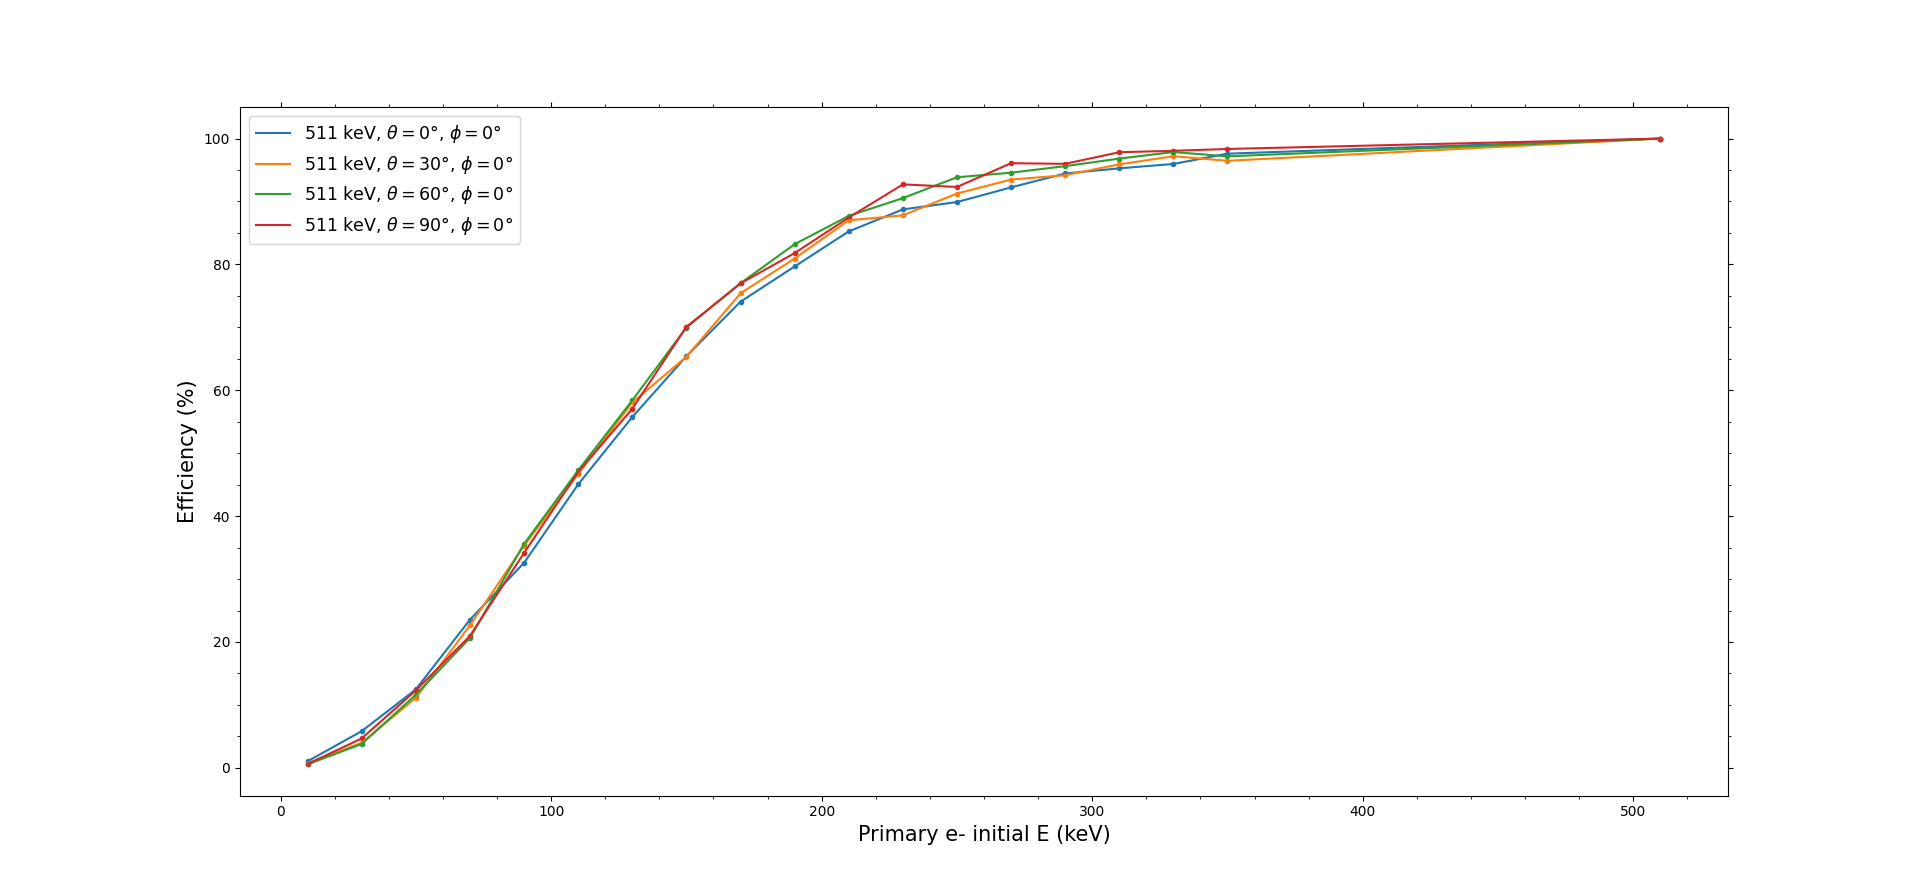 511 keV, θ = 0°, ϕ = 0°
511 keV, θ = 30°, ϕ = 0°
511 keV, θ = 60°, ϕ = 0°
511 keV, θ = 90°, ϕ = 0°
100
80
60
40
20
0
Efficiency (%)
0 100 200 300 400 500
Primary e- initial E (keV)